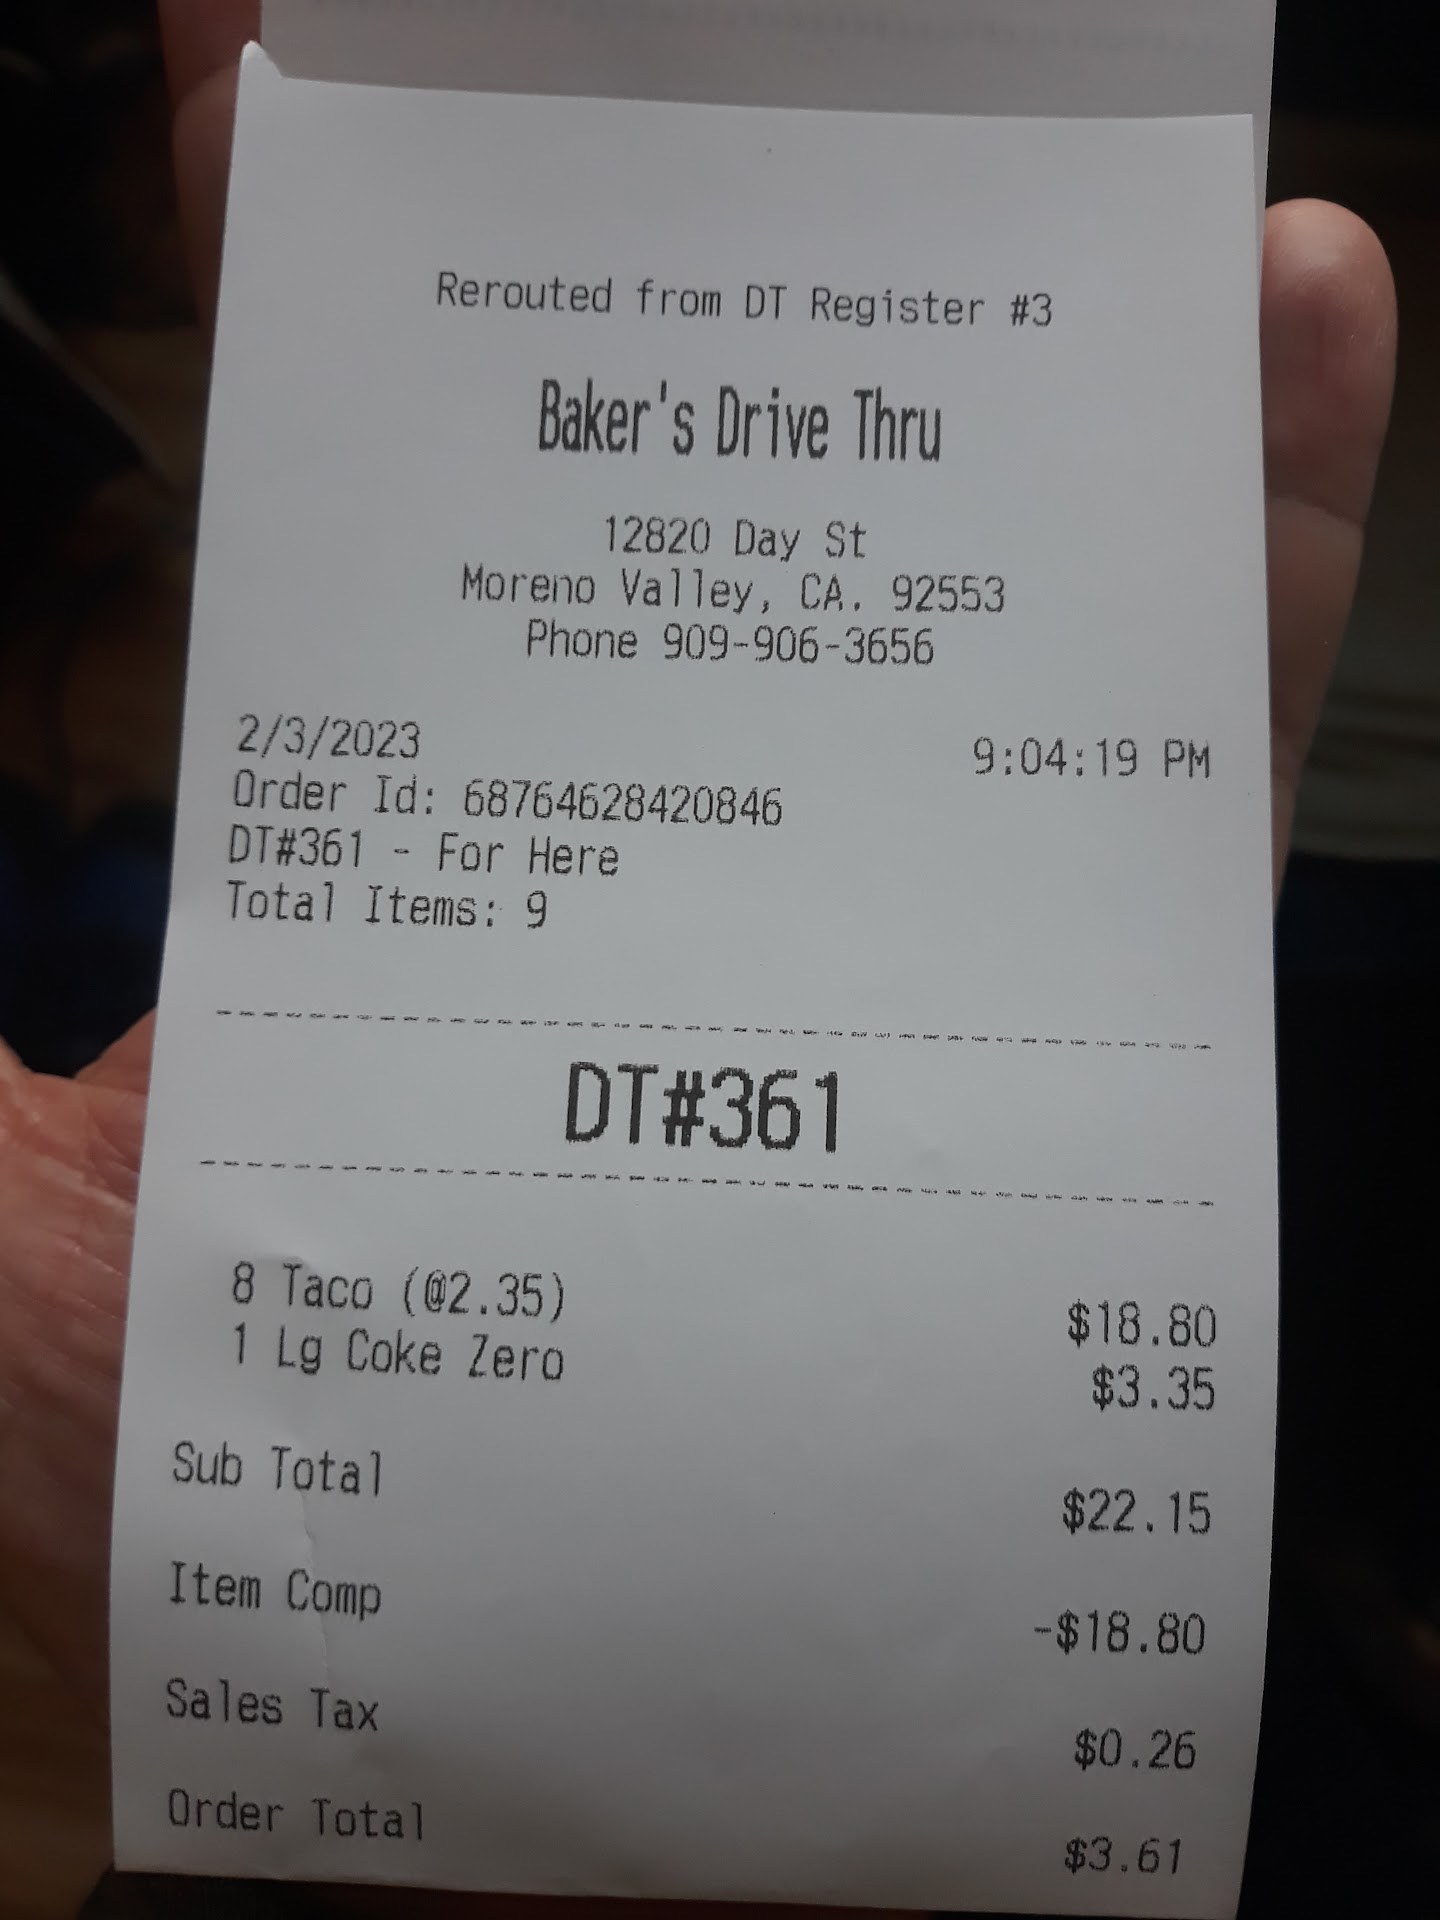 Rerouted from DT Register #3
Baker's Drive Thru
12820 Day St
Moreno Valley, CA. 92553
Phone 909-906-3656
2/3/2023 9:04:19 PM
Order Id: 68764628420846
DT#361 - For Here
Total Items: 9
DT#361
8 Taco (@2.35) $18.80
1 Lg Coke Zero $3.35
Sub Total $22.15
Item Comp -$18.80
Sales Tax $0.26
Order Total $3.61